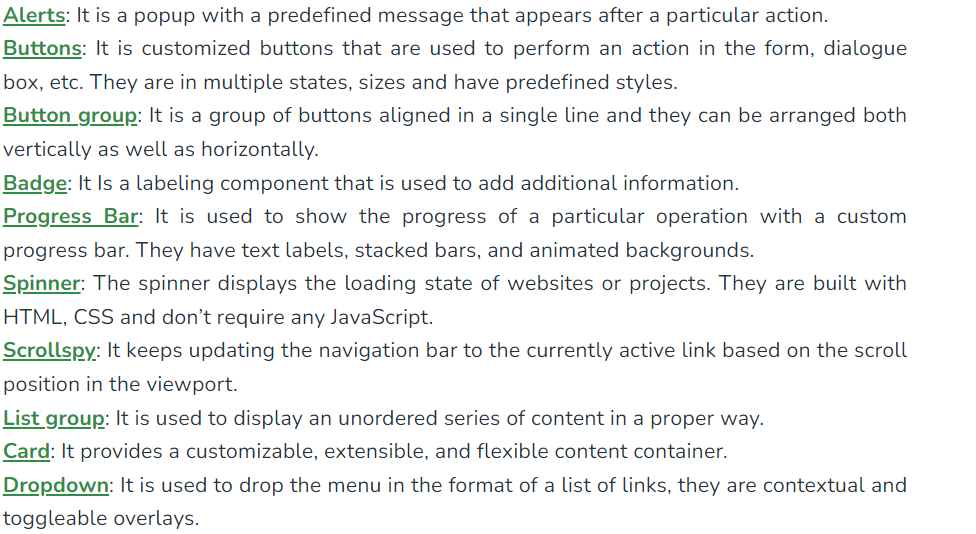 Alerts: It is a popup with a predefined message that appears after a particular action.
Buttons: It is customized buttons that are used to perform an action in the form, dialogue
box, etc. They are in multiple states, sizes and have predefined styles.
Button group: It is a group of buttons aligned in a single line and they can be arranged both
vertically as well as horizontally.
Badge: It Is a labeling component that is used to add additional information.
Progress Bar: It is used to show the progress of a particular operation with a custom
progress bar. They have text labels, stacked bars, and animated backgrounds.
Spinner: The spinner displays the loading state of websites or projects. They are built with
HTML, CSS and don’t require any JavaScript.
Scrollspy: It keeps updating the navigation bar to the currently active link based on the scroll
position in the viewport.
List group: It is used to display an unordered series of content in a proper way.
Card: It provides a customizable, extensible, and flexible content container.
Dropdown: It is used to drop the menu in the format of a list of links, they are contextual and
toggleable overlays.